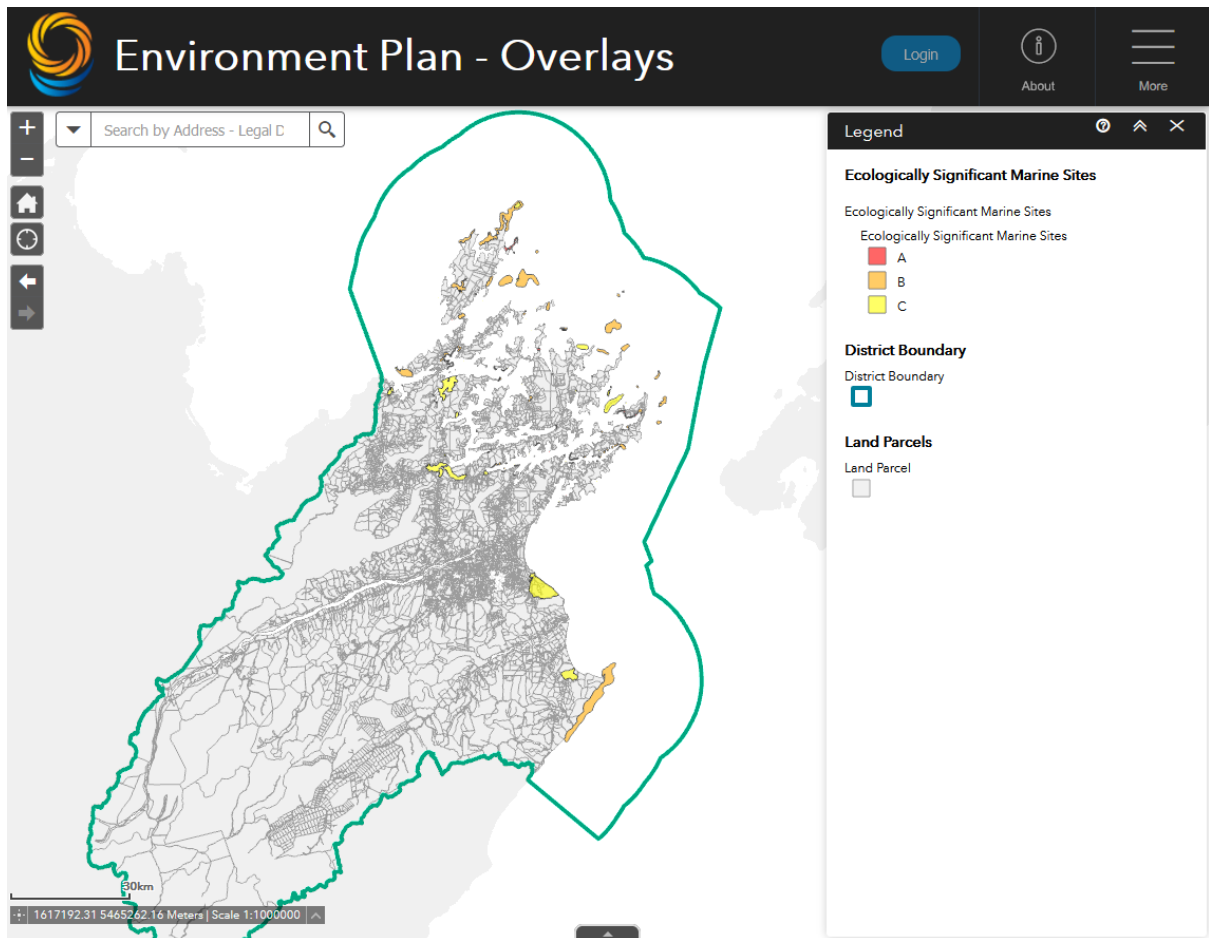 Environment Plan - Overlays
Login
About
More
+
Search by Address - Legal D
−
Legend
Ecologically Significant Marine Sites
Ecologically Significant Marine Sites
Ecologically Significant Marine Sites
A
B
C
District Boundary
District Boundary
Land Parcels
Land Parcel
30km
1617192.31 5465262.16 Meters | Scale 1:1000000